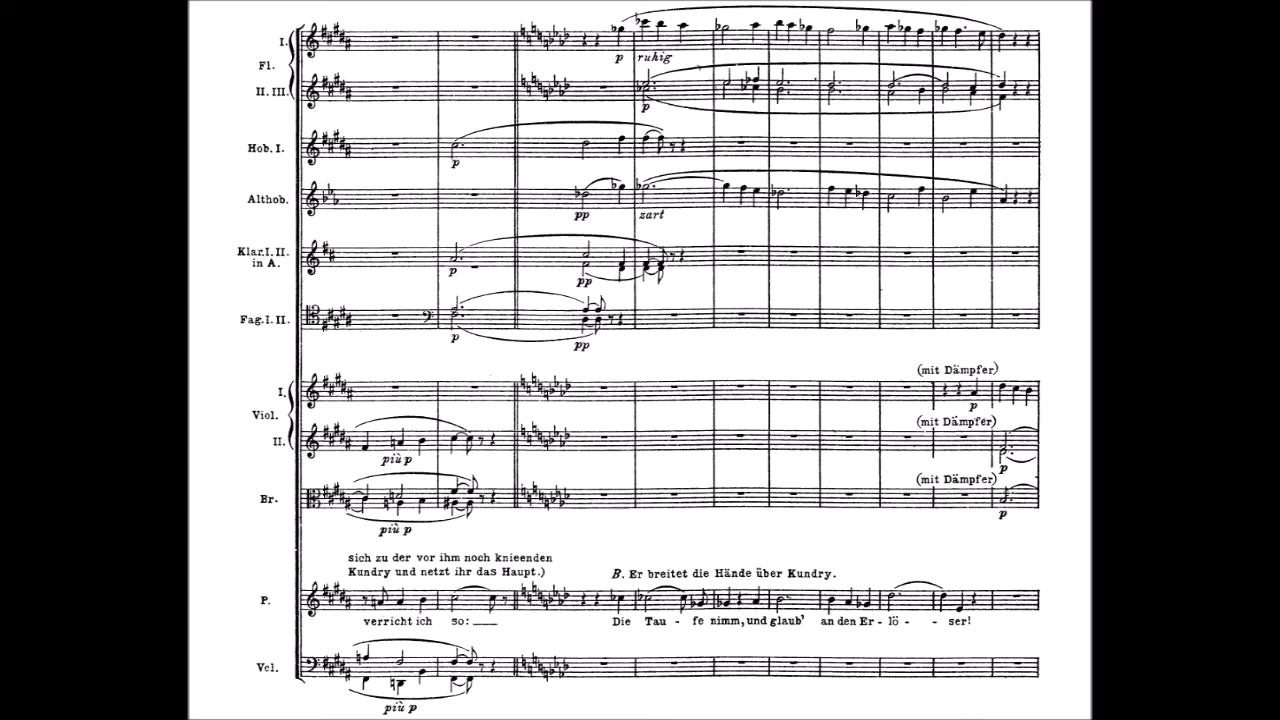 I.
Fl.
p ruhig
II. III.
p
Hob. I.
p
Althob.
pp zart
Klar. I. II.
in A.
p pp
Fag. I. II.
p pp
(mit Dämpfer)
I.
p
Viol.
(mit Dämpfer)
II.
più p p
(mit Dämpfer)
Br.
più p p
sich zu der vor ihm noch knieenden
Kundry und netzt ihr das Haupt.) B. Er breitet die Hände über Kundry.
P.
verricht ich so: Die Tau - fe nimm, und glaub' an den Er - lö - - ser!
Vcl.
più p